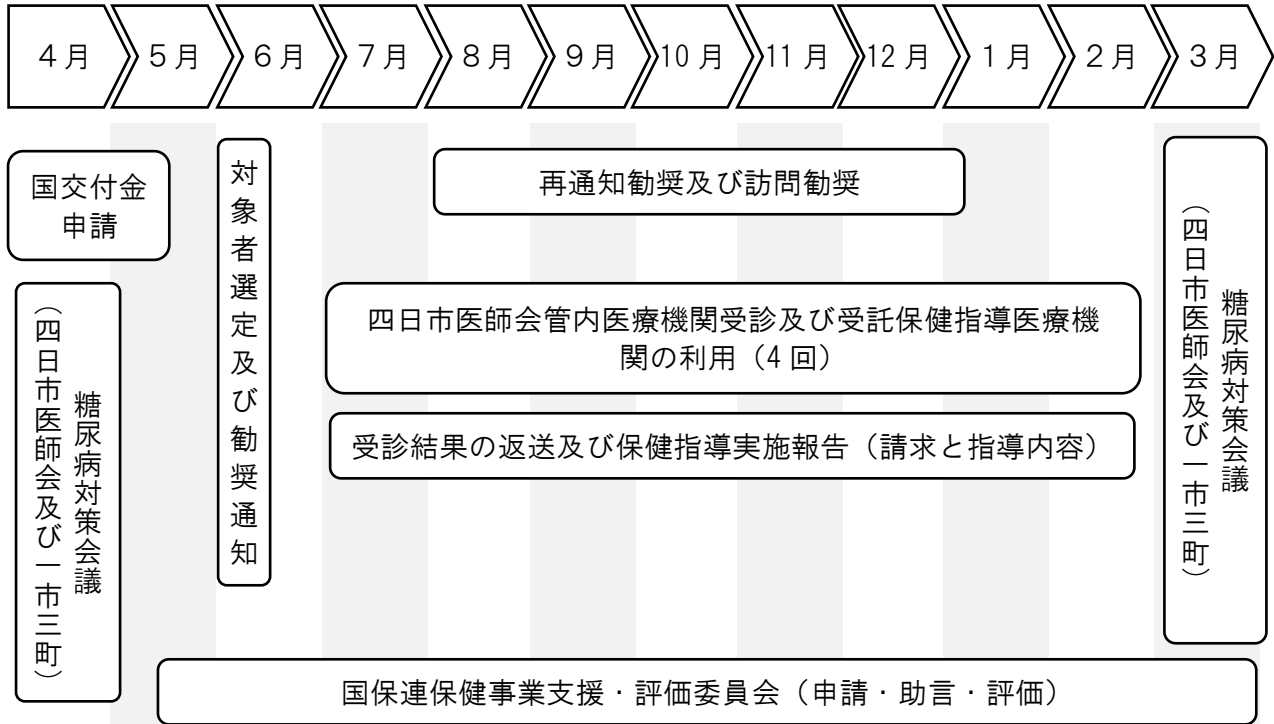 ４月
５月
６月
７月
８月
９月
10 月
11 月
12 月
１月
２月
３月
国交付金
申請
対象者選定及び勧奨通知
再通知勧奨及び訪問勧奨
糖尿病対策会議
（四日市医師会及び一市三町）
四日市医師会管内医療機関受診及び受託保健指導医療機
関の利用（4 回）
受診結果の返送及び保健指導実施報告（請求と指導内容）
糖尿病対策会議
（四日市医師会及び一市三町）
国保連保健事業支援・評価委員会（申請・助言・評価）